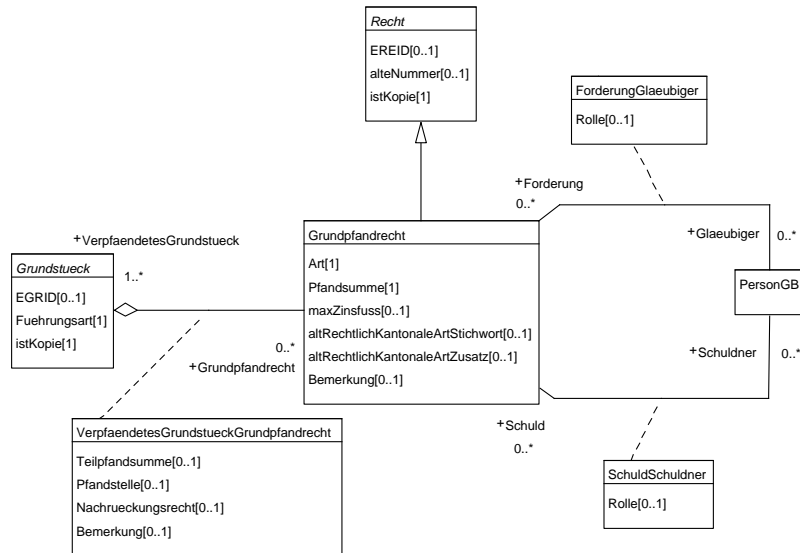 Recht
EREID[0..1]
alteNummer[0..1]
istKopie[1]
ForderungGlaeubiger
Rolle[0..1]
+Forderung
0..*
+VerpfaendetesGrundstueck
1..*
Grundstueck
EGRID[0..1]
Fuehrungsart[1]
istKopie[1]
Grundpfandrecht
Art[1]
Pfandsumme[1]
maxZinsfuss[0..1]
altRechtlichKantonaleArtStichwort[0..1]
altRechtlichKantonaleArtZusatz[0..1]
Bemerkung[0..1]
+Glaeubiger
0..*
PersonGB
+Schuldner
0..*
0..*
+Grundpfandrecht
+Schuld
0..*
VerpfaendetesGrundstueckGrundpfandrecht
Teilpfandsumme[0..1]
Pfandstelle[0..1]
Nachrueckungsrecht[0..1]
Bemerkung[0..1]
SchuldSchuldner
Rolle[0..1]